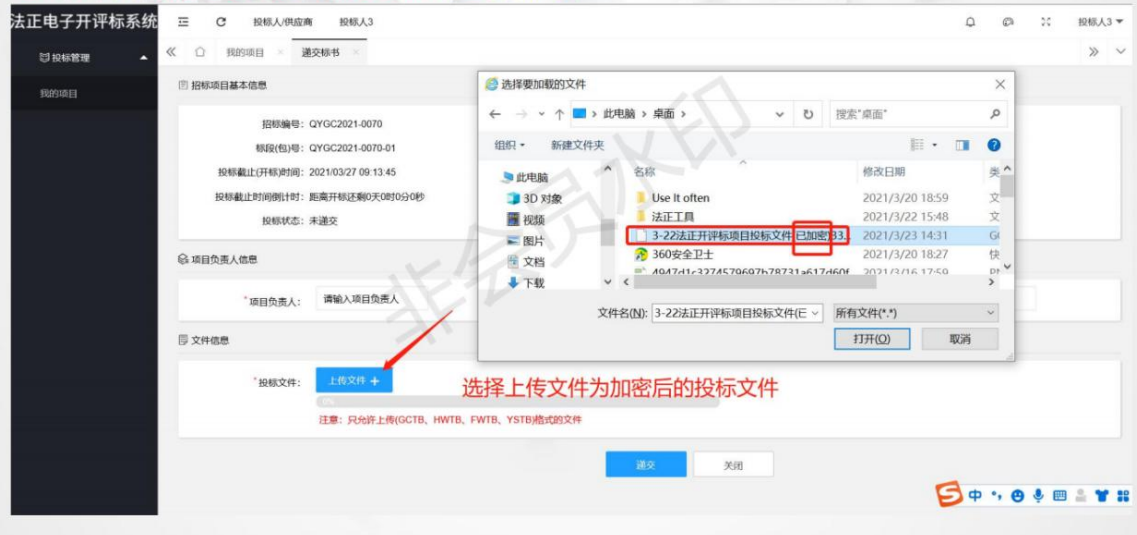 法正电子开评标系统
投标人/供应商 投标人3
投标人3
投标管理
我的项目
我的项目 × 递交标书 ×
招标项目基本信息
招标编号: QYGC2021-0070
标段(包)号: QYGC2021-0070-01
投标截止(开标)时间: 2021/03/27 09:13:45
投标截止时间倒计时: 距离开标还剩0天0时0分0秒
投标状态: 未递交
项目负责人信息
*项目负责人: 请输入项目负责人
文件信息
*投标文件: 上传文件 +
0%
注意：只允许上传(GCTB、HWTB、FWTB、YSTB)格式的文件
选择上传文件为加密后的投标文件
递交 关闭
选择要加载的文件
此电脑 › 桌面 ›
搜索"桌面"
组织 新建文件夹
此电脑
3D 对象
视频
图片
文档
下载
名称 修改日期 类
Use It often 2021/3/20 18:59 文
法正工具 2021/3/22 15:48 文
3-22法正开评标项目投标文件(已加密)33... 2021/3/23 14:31 G
360安全卫士 2021/3/20 18:27 快
4947d1c3274579697b78731a617d60f 2021/3/16 17:59
文件名(N): 3-22法正开评标项目投标文件(E 所有文件(*.*)
打开(O) 取消
非会员水印
中